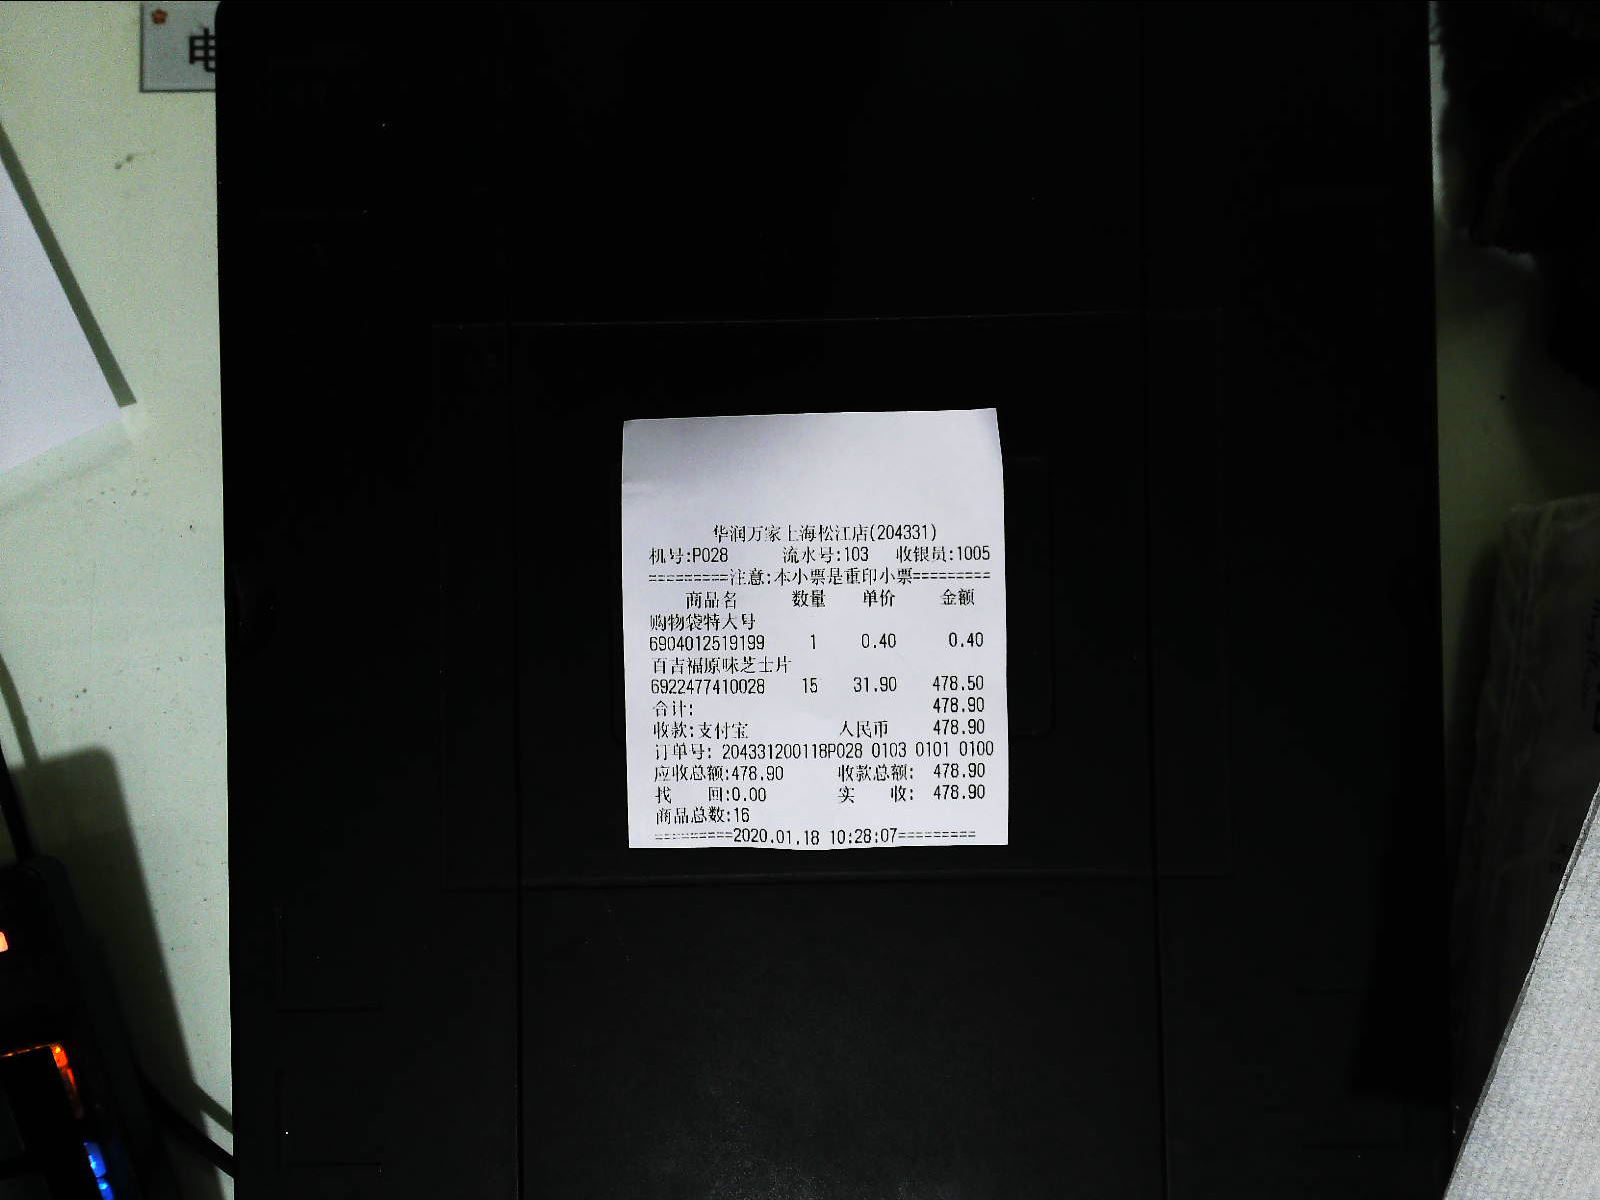 电
华润万家上海松江店(204331)
机号:P028 流水号:103 收银员:1005
=========注意:本小票是重印小票=========
商品名 数量 单价 金额
购物袋特大号
6904012519199 1 0.40 0.40
百吉福原味芝士片
6922477410028 15 31.90 478.50
合计: 478.90
收款:支付宝 人民币 478.90
订单号: 204331200118P028 0103 0101 0100
应收总额:478.90 收款总额: 478.90
找 回:0.00 实 收: 478.90
商品总数:16
=========2020.01.18 10:28:07=========